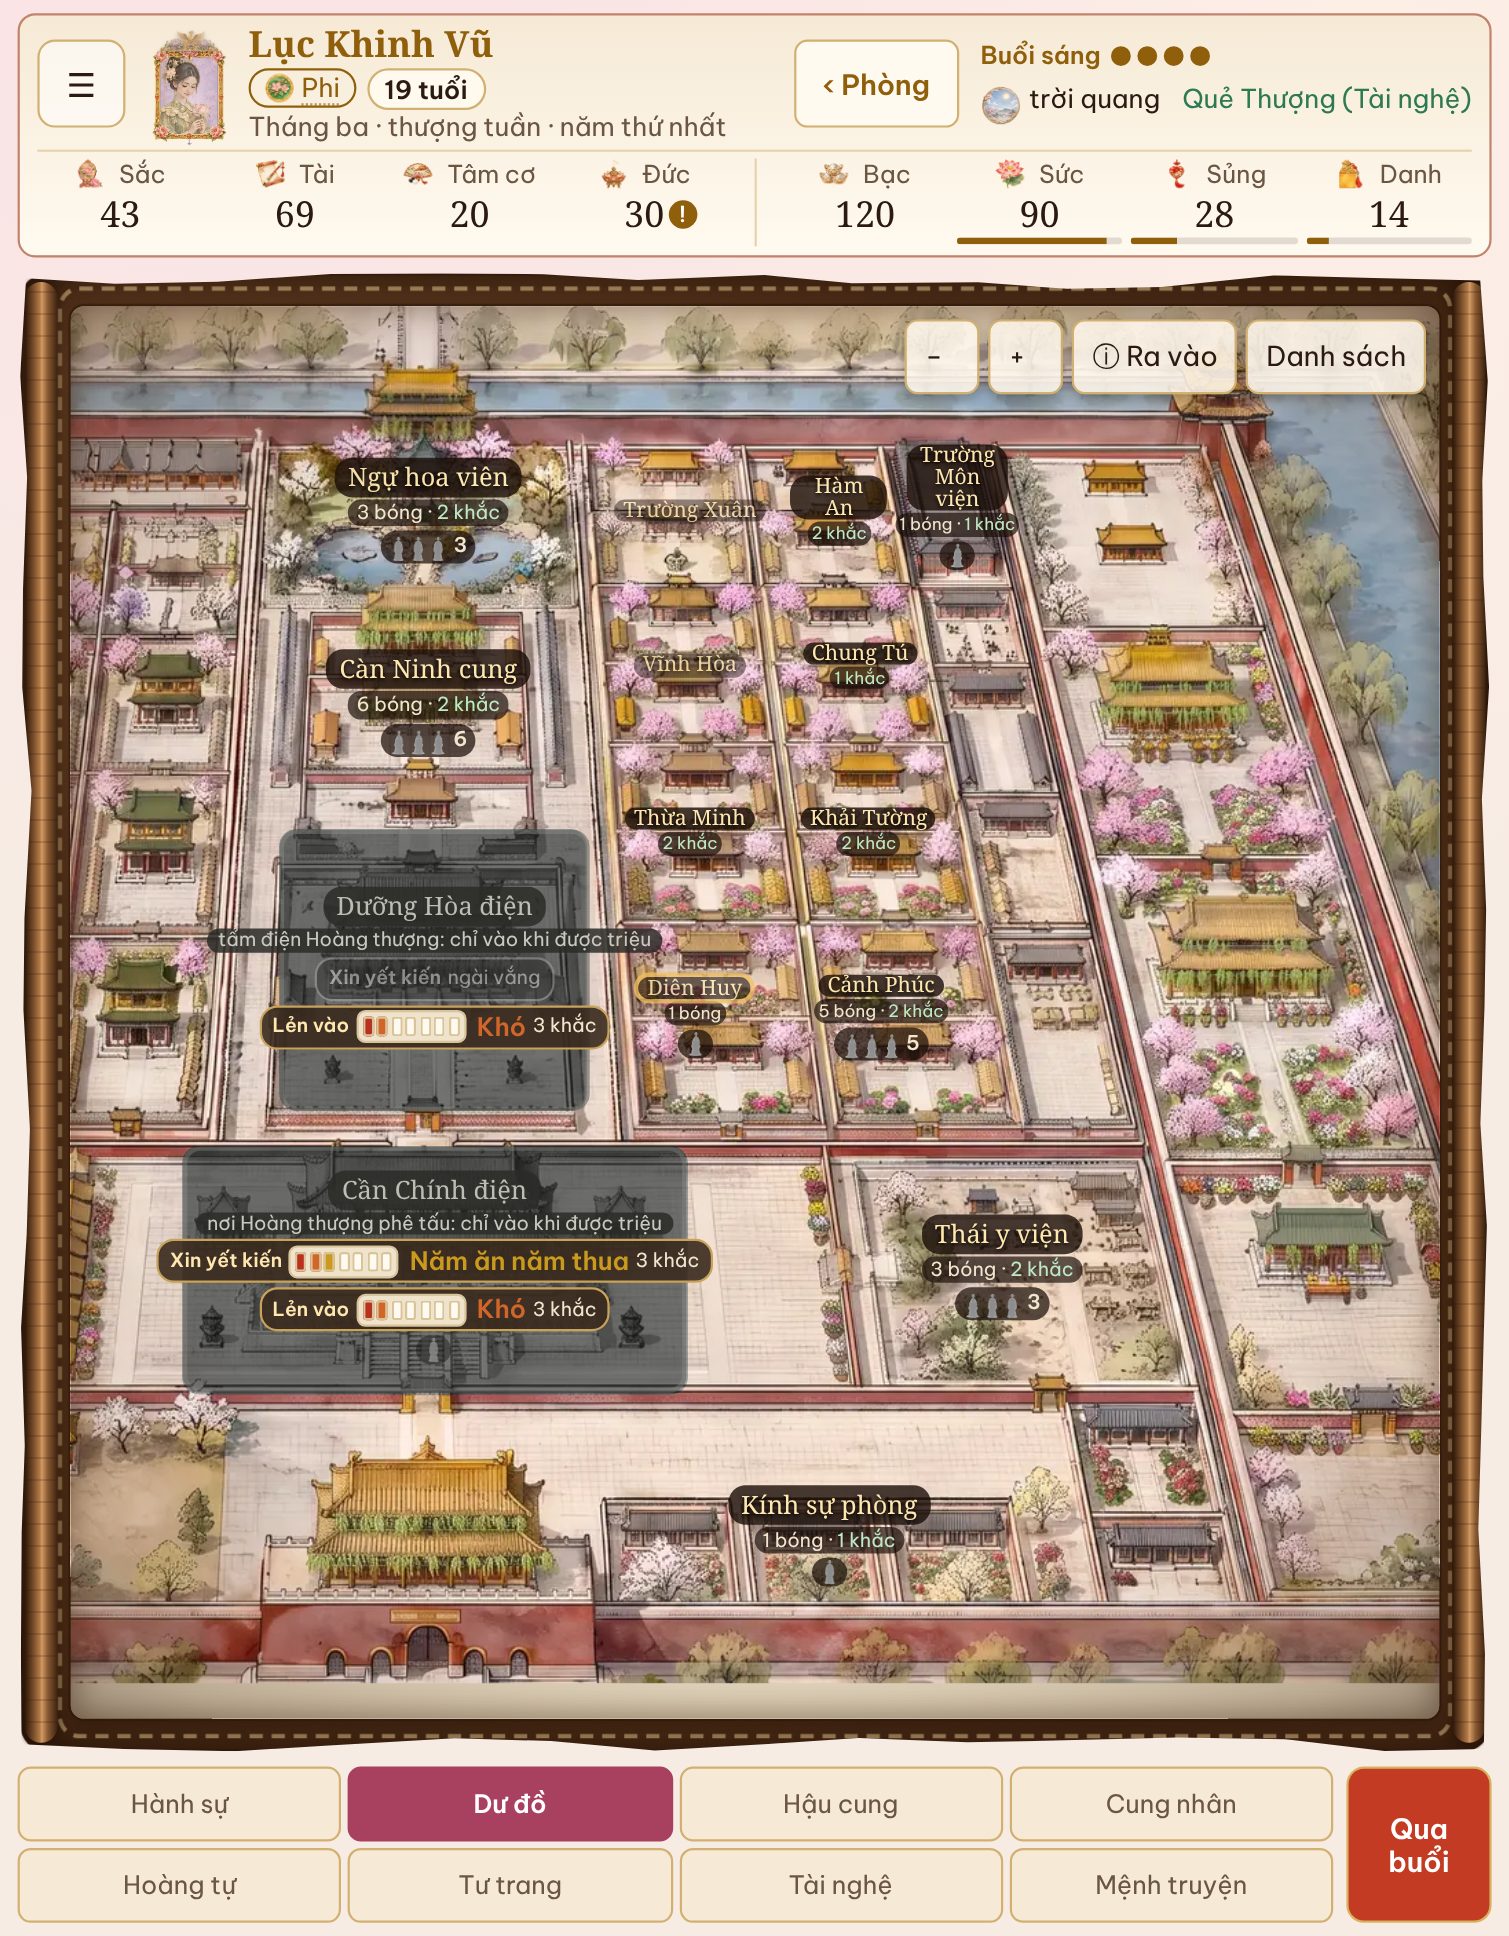 ☰
Lục Khinh Vũ
Phi
19 tuổi
Tháng ba · thượng tuần · năm thứ nhất
‹ Phòng
Buổi sáng
trời quang
Quẻ Thượng (Tài nghệ)
Sắc
Tài
Tâm cơ
Đức
Bạc
Sức
Sủng
Danh
43
69
20
30 !
120
90
28
14
–
+
ⓘ Ra vào
Danh sách
Ngự hoa viên
3 bóng · 2 khắc
3
Trường Xuân
Hàm
An
2 khắc
Trường
Môn
viện
1 bóng · 1 khắc
Càn Ninh cung
6 bóng · 2 khắc
6
Vĩnh Hòa
Chung Tú
1 khắc
Thừa Minh
2 khắc
Khải Tường
2 khắc
Dưỡng Hòa điện
tẩm điện Hoàng thượng: chỉ vào khi được triệu
Xin yết kiến ngài vắng
Lẻn vào Khó 3 khắc
Diên Huy
1 bóng
Cảnh Phúc
5 bóng · 2 khắc
5
Cần Chính điện
nơi Hoàng thượng phê tấu: chỉ vào khi được triệu
Xin yết kiến Năm ăn năm thua 3 khắc
Lẻn vào Khó 3 khắc
Thái y viện
3 bóng · 2 khắc
3
Kính sự phòng
1 bóng · 1 khắc
Hành sự
Dư đồ
Hậu cung
Cung nhân
Hoàng tự
Tư trang
Tài nghệ
Mệnh truyện
Qua
buổi